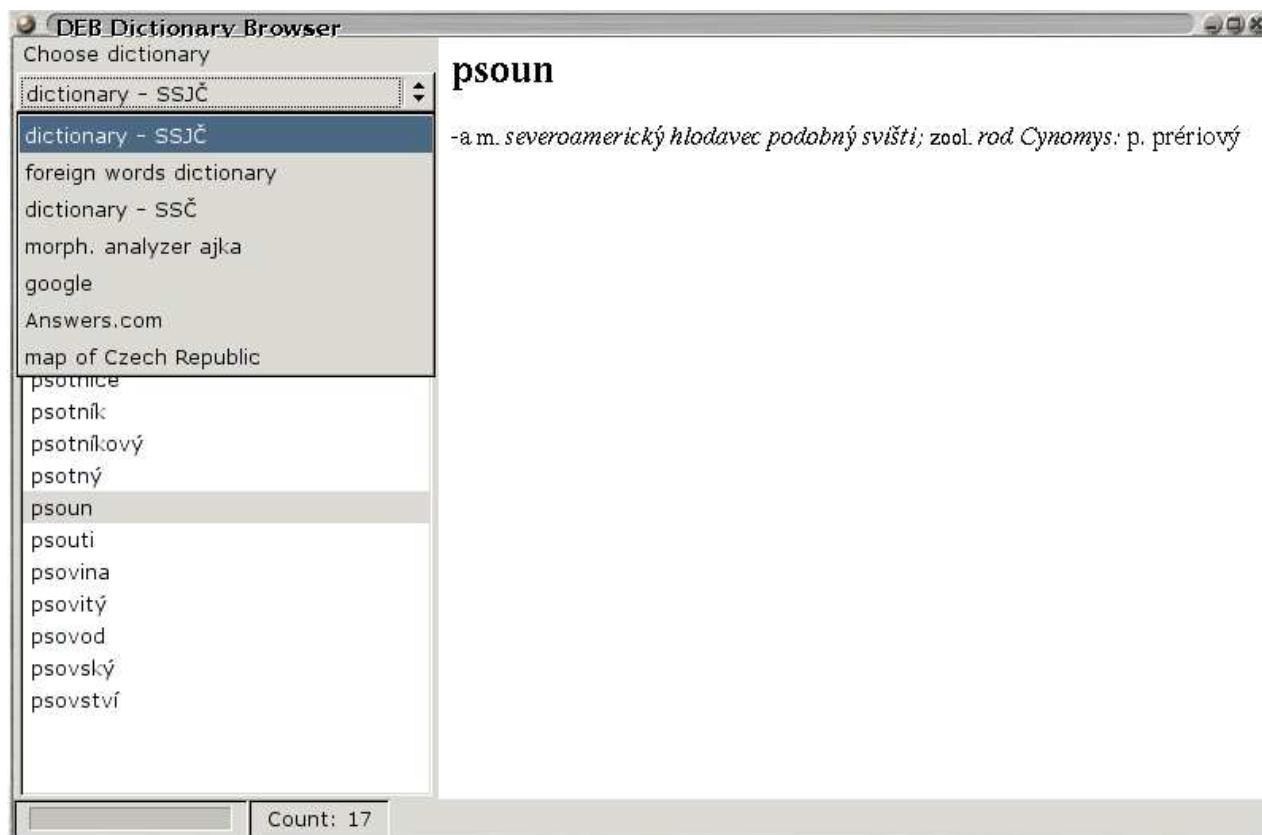 DEB Dictionary Browser
Choose dictionary
dictionary - SSJČ
dictionary - SSJČ
foreign words dictionary
dictionary - SSČ
morph. analyzer ajka
google
Answers.com
map of Czech Republic
psotnice
psotník
psotníkový
psotný
psoun
psouti
psovina
psovitý
psovod
psovský
psovství
Count: 17
psoun
-a m. severoamerický hlodavec podobný svišti; zool. rod Cynomys: p. prériový